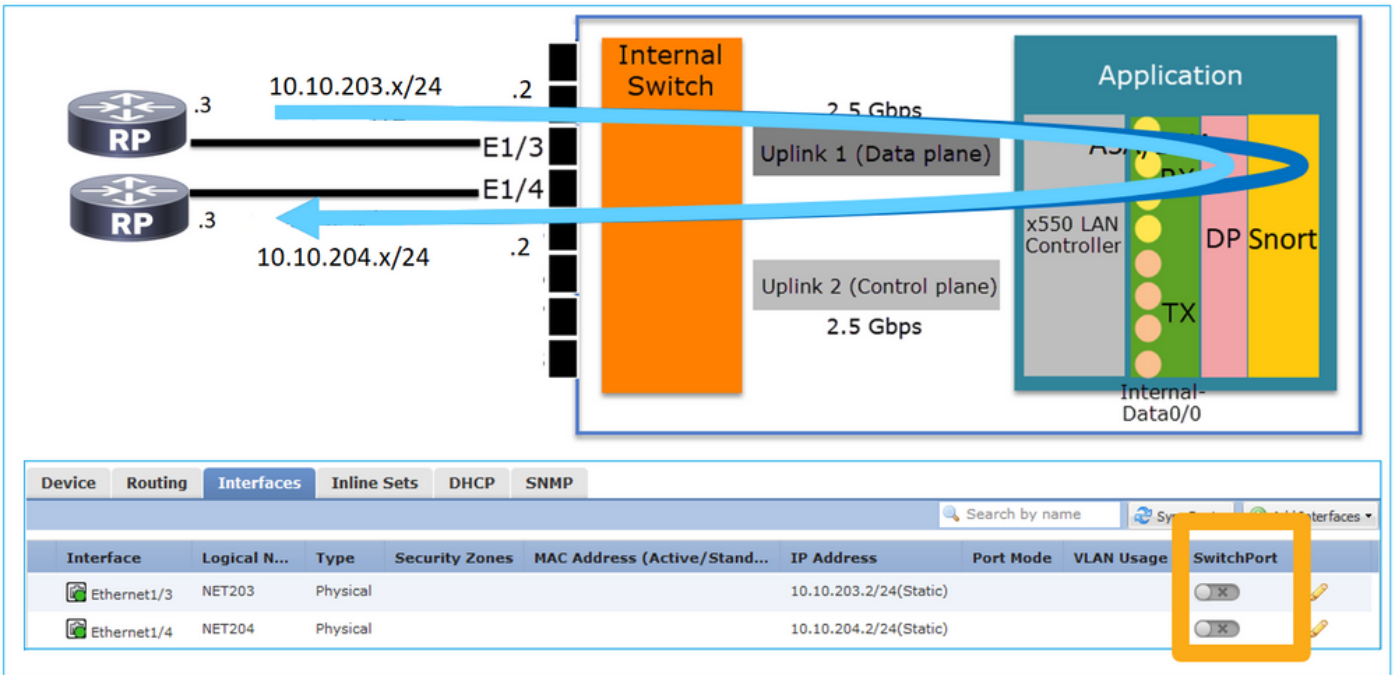 Internal
Switch
Application
10.10.203.x/24
.2
.3
2.5 Gbps
RP
E1/3
Uplink 1 (Data plane)
E1/4
RP
.3
x550 LAN
Controller
DP
Snort
.2
10.10.204.x/24
Uplink 2 (Control plane)
TX
2.5 Gbps
Internal-
Data0/0
Device Routing Interfaces Inline Sets DHCP SNMP
Search by name
Interface Logical N... Type Security Zones MAC Address (Active/Stand... IP Address Port Mode VLAN Usage SwitchPort
Ethernet1/3 NET203 Physical 10.10.203.2/24(Static)
Ethernet1/4 NET204 Physical 10.10.204.2/24(Static)